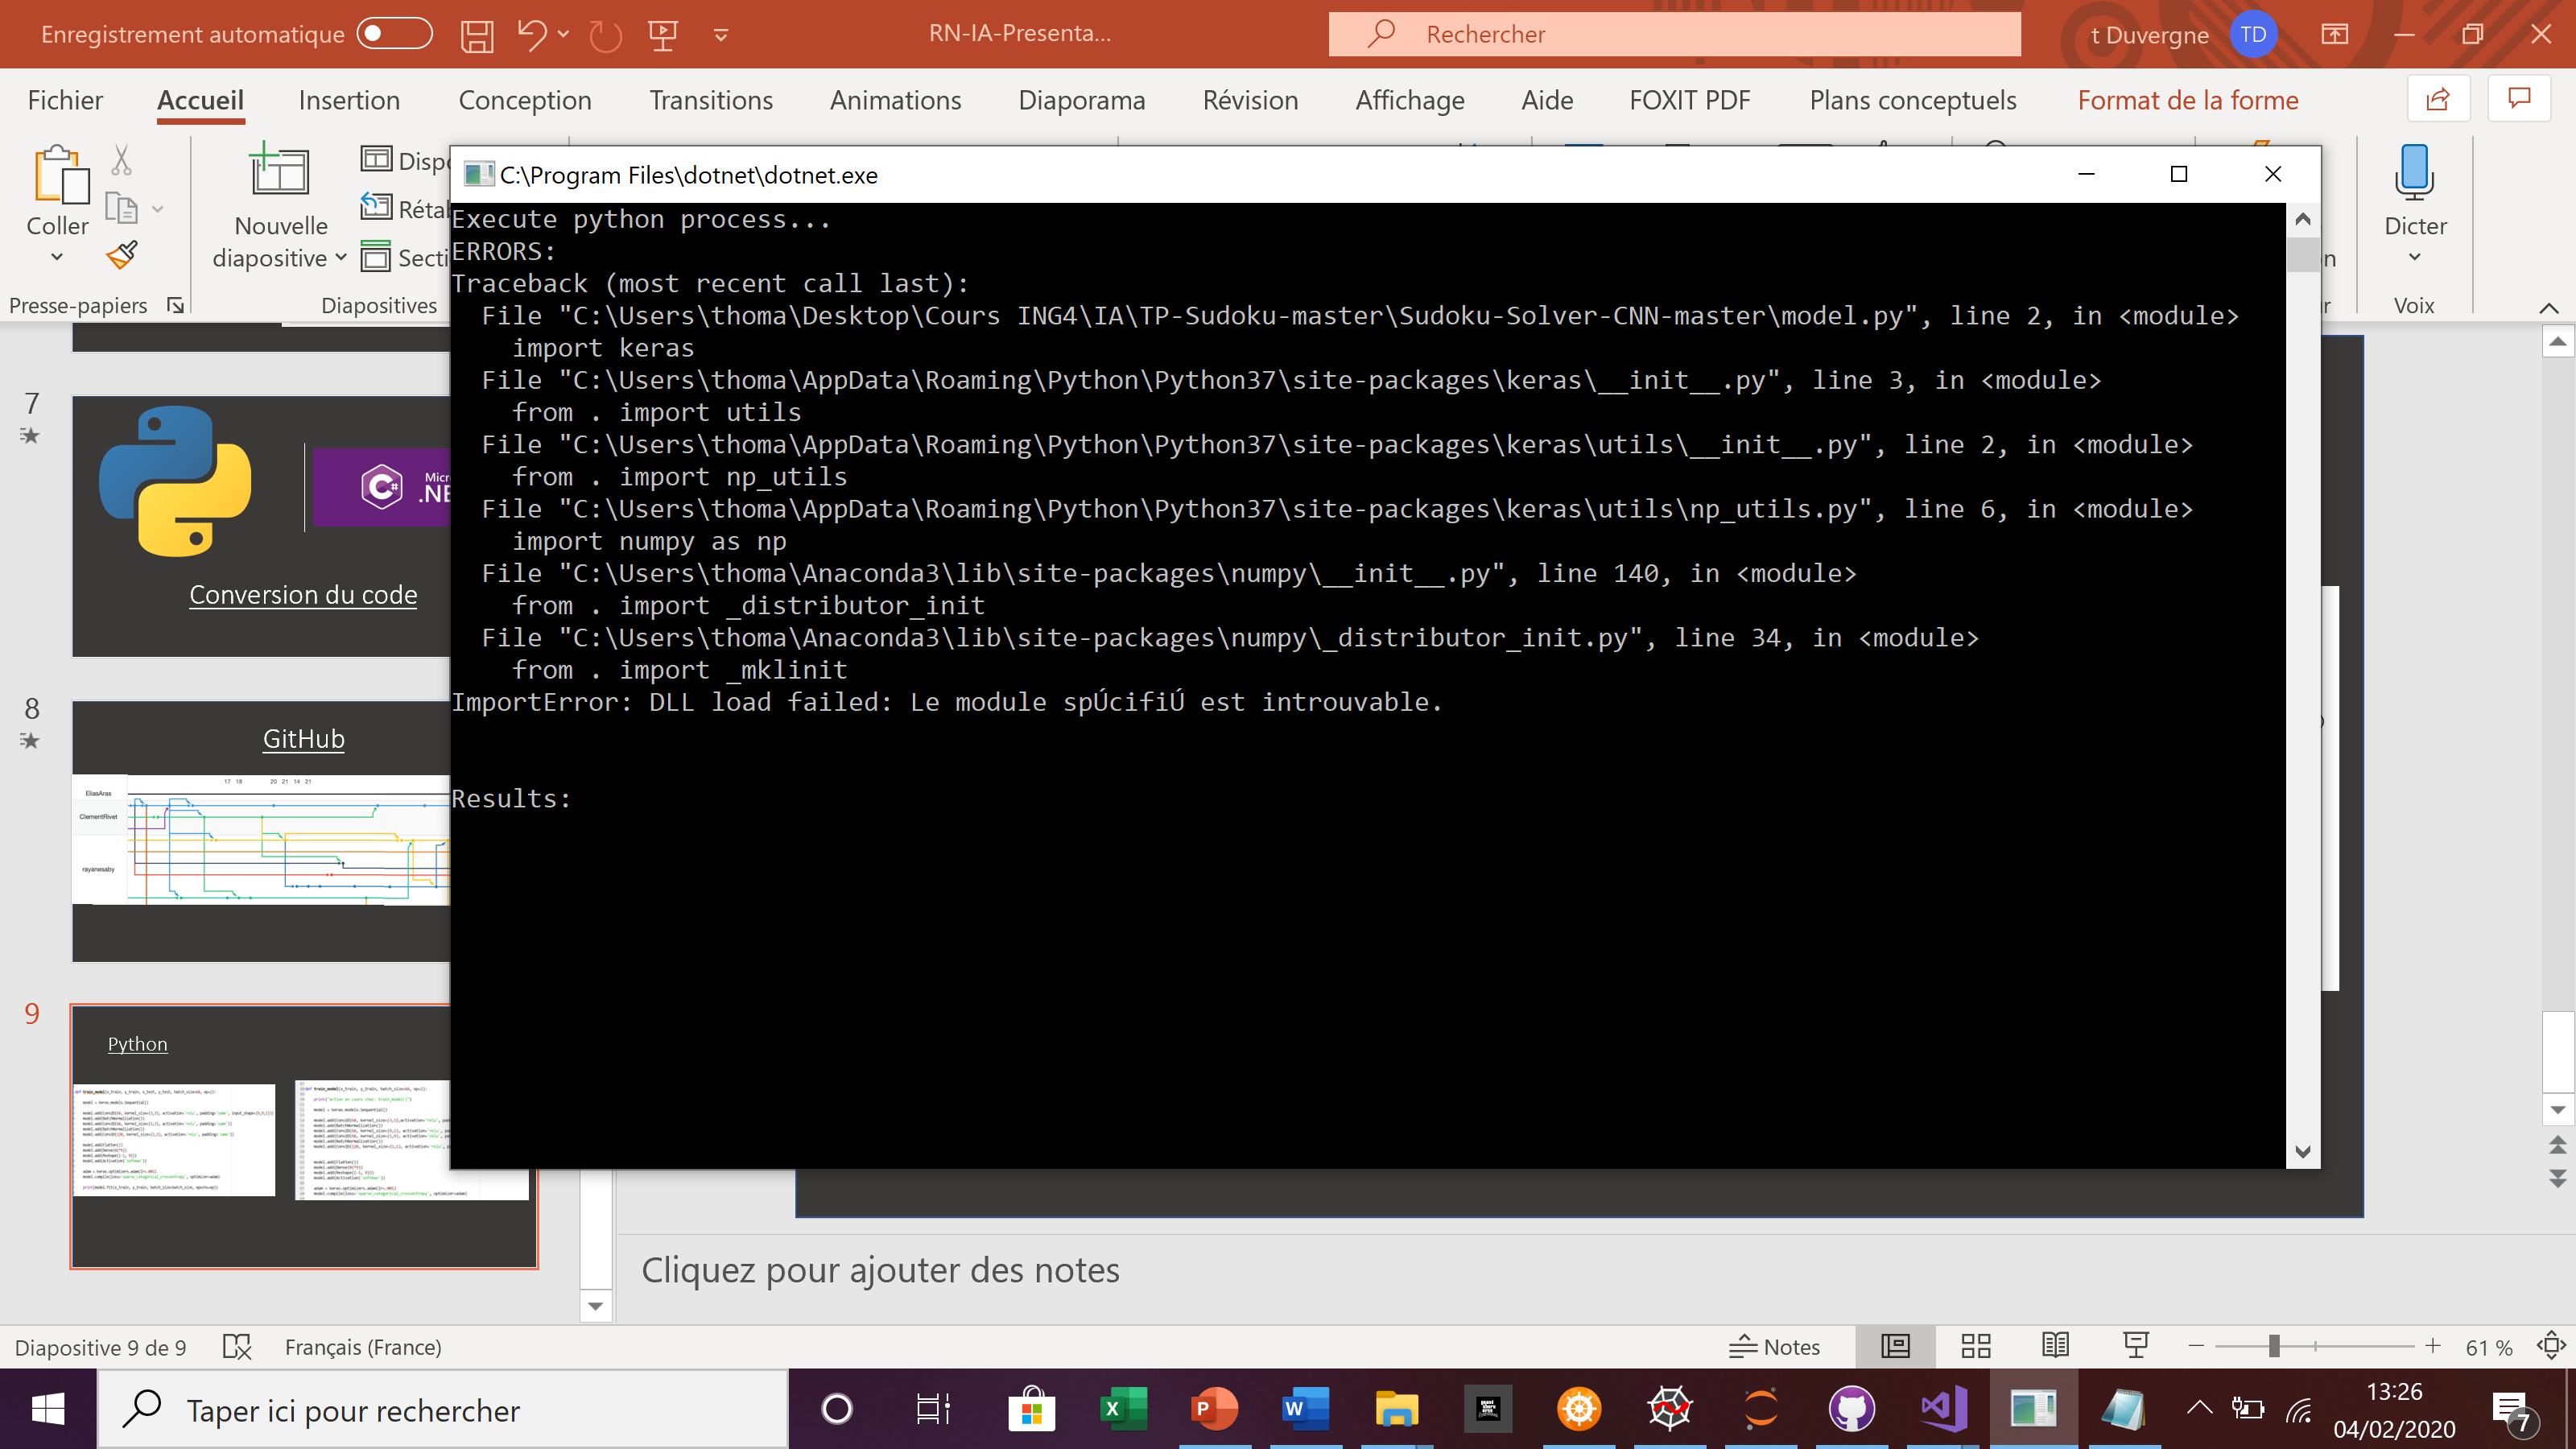 Enregistrement automatique
RN-IA-Presenta...
Rechercher
t Duvergne
TD
Fichier
Accueil
Insertion
Conception
Transitions
Animations
Diaporama
Révision
Affichage
Aide
FOXIT PDF
Plans conceptuels
Format de la forme
Coller
Nouvelle
diapositive
Presse-papiers
Diapositives
Dicter
Voix
C:\Program Files\dotnet\dotnet.exe
Execute python process...
ERRORS:
Traceback (most recent call last):
File "C:\Users\thoma\Desktop\Cours ING4\IA\TP-Sudoku-master\Sudoku-Solver-CNN-master\model.py", line 2, in <module>
import keras
File "C:\Users\thoma\AppData\Roaming\Python\Python37\site-packages\keras\__init__.py", line 3, in <module>
from . import utils
File "C:\Users\thoma\AppData\Roaming\Python\Python37\site-packages\keras\utils\__init__.py", line 2, in <module>
from . import np_utils
File "C:\Users\thoma\AppData\Roaming\Python\Python37\site-packages\keras\utils\np_utils.py", line 6, in <module>
import numpy as np
File "C:\Users\thoma\Anaconda3\lib\site-packages\numpy\__init__.py", line 140, in <module>
from . import _distributor_init
File "C:\Users\thoma\Anaconda3\lib\site-packages\numpy\_distributor_init.py", line 34, in <module>
from . import _mklinit
ImportError: DLL load failed: Le module spÚcifiÚ est introuvable.
Results:
7
Conversion du code
8
GitHub
17 18 20 21 14 21
EliasAras
ClementRivet
rayanesaby
9
Python
Cliquez pour ajouter des notes
Diapositive 9 de 9
Français (France)
Notes
61 %
Taper ici pour rechercher
13:26
04/02/2020
7